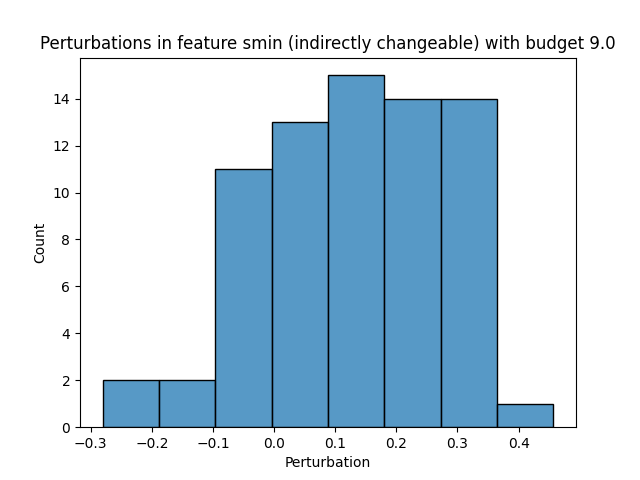 Perturbations in feature smin (indirectly changeable) with budget 9.0
14
12
10
8
6
4
2
0
Count
−0.3 −0.2 −0.1 0.0 0.1 0.2 0.3 0.4
Perturbation